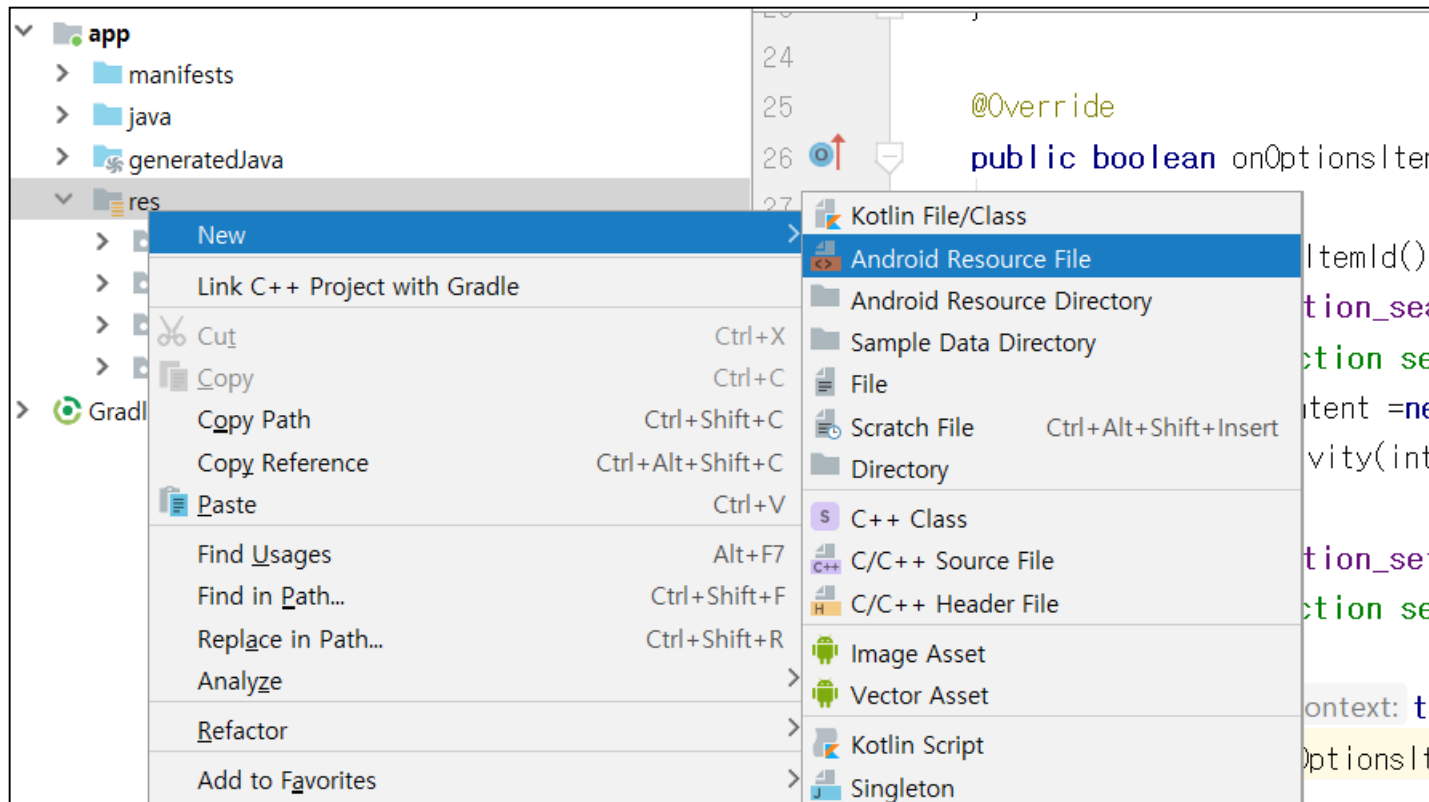 app
manifests
java
generatedJava
res
Gradl
New
Link C++ Project with Gradle
Cut Ctrl+X
Copy Ctrl+C
Copy Path Ctrl+Shift+C
Copy Reference Ctrl+Alt+Shift+C
Paste Ctrl+V
Find Usages Alt+F7
Find in Path... Ctrl+Shift+F
Replace in Path... Ctrl+Shift+R
Analyze
Refactor
Add to Favorites
Kotlin File/Class
Android Resource File
Android Resource Directory
Sample Data Directory
File
Scratch File Ctrl+Alt+Shift+Insert
Directory
C++ Class
C/C++ Source File
C/C++ Header File
Image Asset
Vector Asset
Kotlin Script
Singleton
24
25 @Override
26 public boolean onOptionsItem
27
ItemId()
tion_sea
ction se
ntent =ne
vity(int
tion_set
ction se
ontext: t
OptionsIt